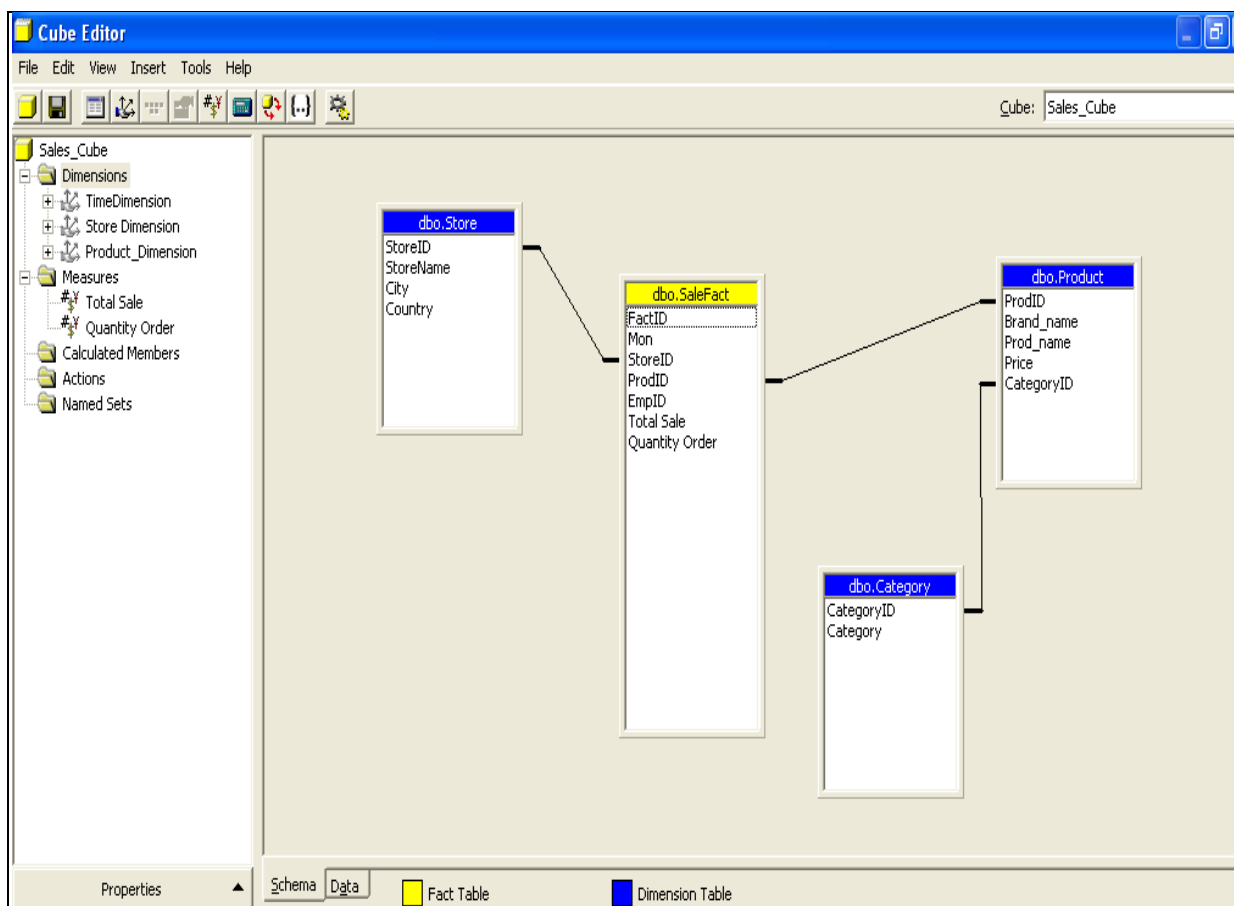 Cube Editor
File Edit View Insert Tools Help
Cube: Sales_Cube
Sales_Cube
Dimensions
TimeDimension
Store Dimension
Product_Dimension
Measures
Total Sale
Quantity Order
Calculated Members
Actions
Named Sets
dbo.Store
StoreID
StoreName
City
Country
dbo.SaleFact
FactID
Mon
StoreID
ProdID
EmpID
Total Sale
Quantity Order
dbo.Product
ProdID
Brand_name
Prod_name
Price
CategoryID
dbo.Category
CategoryID
Category
Properties
Schema Data
Fact Table
Dimension Table